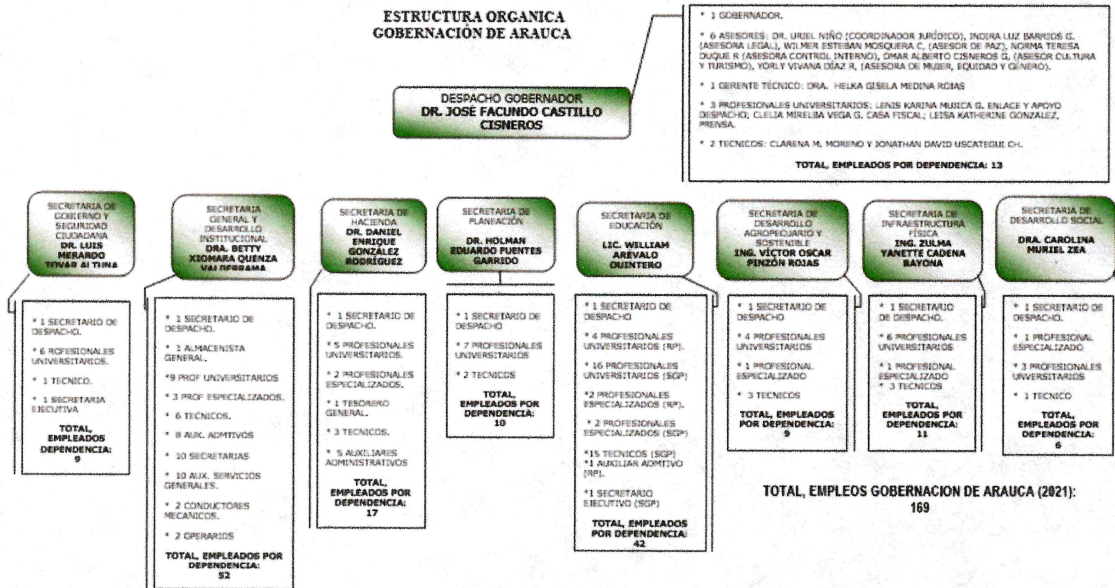 ESTRUCTURA ORGANICA
GOBERNACIÓN DE ARAUCA
DESPACHO GOBERNADOR
DR. JOSÉ FACUNDO CASTILLO
CISNEROS
* 1 GOBERNADOR.
* 6 ASESORES: DR. URIEL NIÑO (COORDINADOR JURÍDICO), INDIRA LUZ BARRIOS G.
(ASESORA LEGAL), WILMER ESTEBAN MOSQUERA C, (ASESOR DE PAZ), NORMA TERESA
DUQUE R (ASESORA CONTROL INTERNO), OMAR ALBERTO CISNEROS G, (ASESOR CULTURA
Y TURISMO), YORLY VIVANA DÍAZ R, (ASESORA DE MUJER, EQUIDAD Y GÉNERO).
* 1 GERENTE TÉCNICO: DRA. HELKA GISELA MEDINA ROJAS
* 3 PROFESIONALES UNIVERSITARIOS: LENIS KARINA MUJICA G. ENLACE Y APOYO
DESPACHO; CLELIA MIRELBA VEGA G. CASA FISCAL; LEISA KATHERINE GONZÁLEZ,
PRENSA.
* 2 TECNICOS: CLARENA M. MORENO Y JONATHAN DAVID USCATEGUI CH.
TOTAL, EMPLEADOS POR DEPENDENCIA: 13
SECRETARIA DE
GOBIERNO Y
SEGURIDAD
CIUDADANA
DR. LUIS
MERARDO
TOVAR ALTUNA
* 1 SECRETARIO DE
DESPACHO.
* 6 ROFESIONALES
UNIVERSITARIOS.
* 1 TECNICO.
* 1 SECRETARIA
EJECUTIVA
TOTAL,
EMPLEADOS
DEPENDENCIA:
9
SECRETARIA
GENERAL Y
DESARROLLO
INSTITUCIONAL
DRA. BETTY
XIOMARA QUENZA
VALDERRAMA
* 1 SECRETARIO DE
DESPACHO.
* 1 ALMACENISTA
GENERAL.
*9 PROF UNIVERSITARIOS
* 3 PROF ESPECIALIZADOS.
* 6 TECNICOS.
* 8 AUX. ADMTIVOS
* 10 SECRETARIAS
* 10 AUX. SERVICIOS
GENERALES.
* 2 CONDUCTORES
MECANICOS.
* 2 OPERARIOS
TOTAL, EMPLEADOS POR
DEPENDENCIA:
52
SECRETARIA DE
HACIENDA
DR. DANIEL
ENRIQUE
GONZÁLEZ
RODRÍGUEZ
* 1 SECRETARIO DE
DESPACHO.
* 5 PROFESIONALES
UNIVERSITARIOS.
* 2 PROFESIONALES
ESPECIALIZADOS.
* 1 TESORERO
GENERAL.
* 3 TECNICOS.
* 5 AUXILIARES
ADMINISTRATIVOS
TOTAL,
EMPLEADOS POR
DEPENDENCIA:
17
SECRETARIA DE
PLANEACIÓN
DR. HOLMAN
EDUARDO PUENTES
GARRIDO
* 1 SECRETARIO DE
DESPACHO
* 7 PROFESIONALES
UNIVERSITARIOS
* 2 TECNICOS
TOTAL,
EMPLEADOS POR
DEPENDENCIA:
10
SECRETARIA DE
EDUCACIÓN
LIC. WILLIAM
ARÉVALO
QUINTERO
* 1 SECRETARIO DE
DESPACHO
* 4 PROFESIONALES
UNIVERSITARIOS (RP).
* 16 PROFESIONALES
UNIVERSITARIOS (SGP)
*2 PROFESIONALES
ESPECIALIZADOS (RP).
* 2 PROFESIONALES
ESPECIALIZADOS (SGP)
*15 TECNICOS (SGP)
*1 AUXILIAR ADMTIVO
(RP).
*1 SECRETARIO
EJECUTIVO (SGP)
TOTAL, EMPLEADOS
POR DEPENDENCIA:
42
SECRETARIA DE
DESARROLLO
AGROPECUARIO Y
SOSTENIBLE
ING. VÍCTOR OSCAR
PINZÓN ROJAS
* 1 SECRETARIO DE
DESPACHO
* 4 PROFESIONALES
UNIVERSITARIOS
* 1 PROFESIONAL
ESPECIALIZADO
* 3 TECNICOS
TOTAL, EMPLEADOS
POR DEPENDENCIA:
9
SECRETARIA DE
INFRAESTRUCTURA
FÍSICA
ING. ZULMA
YANETTE CADENA
BAYONA
* 1 SECRETARIO
DE DESPACHO.
* 6 PROFESIONALES
UNIVERSITARIOS
* 1 PROFESIONAL
ESPECIALIZADO
* 3 TECNICOS
TOTAL,
EMPLEADOS POR
DEPENDENCIA:
11
SECRETARIA DE
DESARROLLO SOCIAL
DRA. CAROLINA
MURIEL ZEA
* 1 SECRETARIO DE
DESPACHO.
* 1 PROFESIONAL
ESPECIALIZADO
* 3 PROFESIONALES
UNIVERSITARIOS
* 1 TECNICO
TOTAL,
EMPLEADOS POR
DEPENDENCIA:
6
TOTAL, EMPLEOS GOBERNACION DE ARAUCA (2021):
169